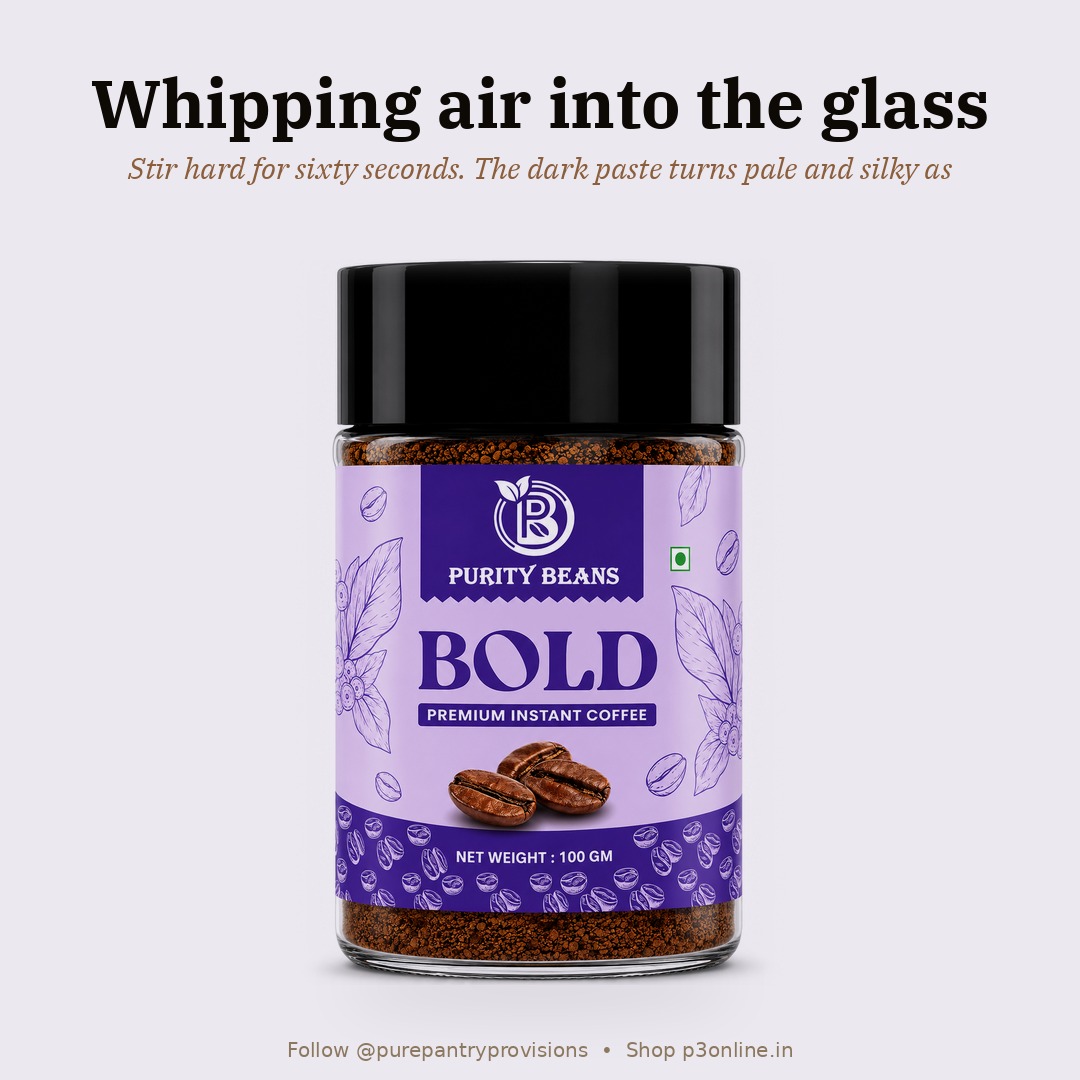 Whipping air into the glass
Stir hard for sixty seconds. The dark paste turns pale and silky as
PURITY BEANS
BOLD
PREMIUM INSTANT COFFEE
NET WEIGHT : 100 GM
Follow @purepantryprovisions • Shop p3online.in